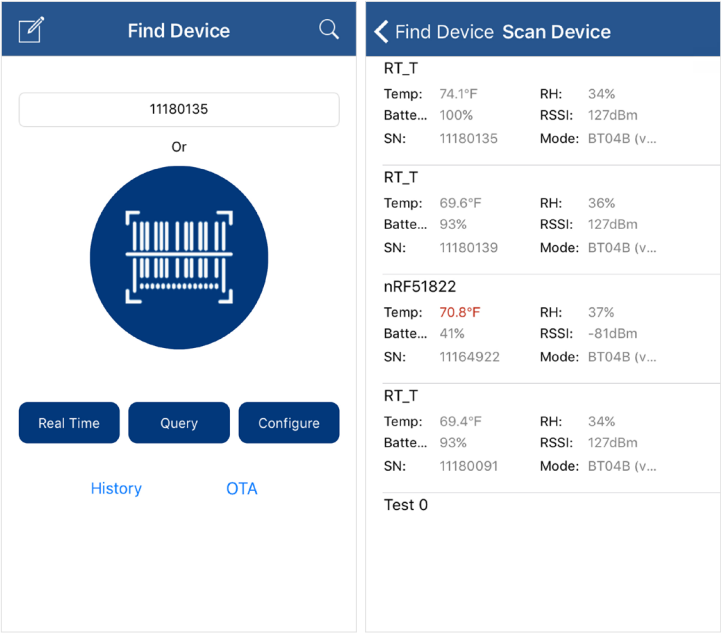 Find Device
11180135
Or
Real Time
Query
Configure
History
OTA
Find Device Scan Device
RT_T
Temp: 74.1°F RH: 34%
Batte... 100% RSSI: 127dBm
SN: 11180135 Mode: BT04B (v...
RT_T
Temp: 69.6°F RH: 36%
Batte... 93% RSSI: 127dBm
SN: 11180139 Mode: BT04B (v...
nRF51822
Temp: 70.8°F RH: 37%
Batte... 41% RSSI: -81dBm
SN: 11164922 Mode: BT04B (v...
RT_T
Temp: 69.4°F RH: 34%
Batte... 93% RSSI: 127dBm
SN: 11180091 Mode: BT04B (v...
Test 0